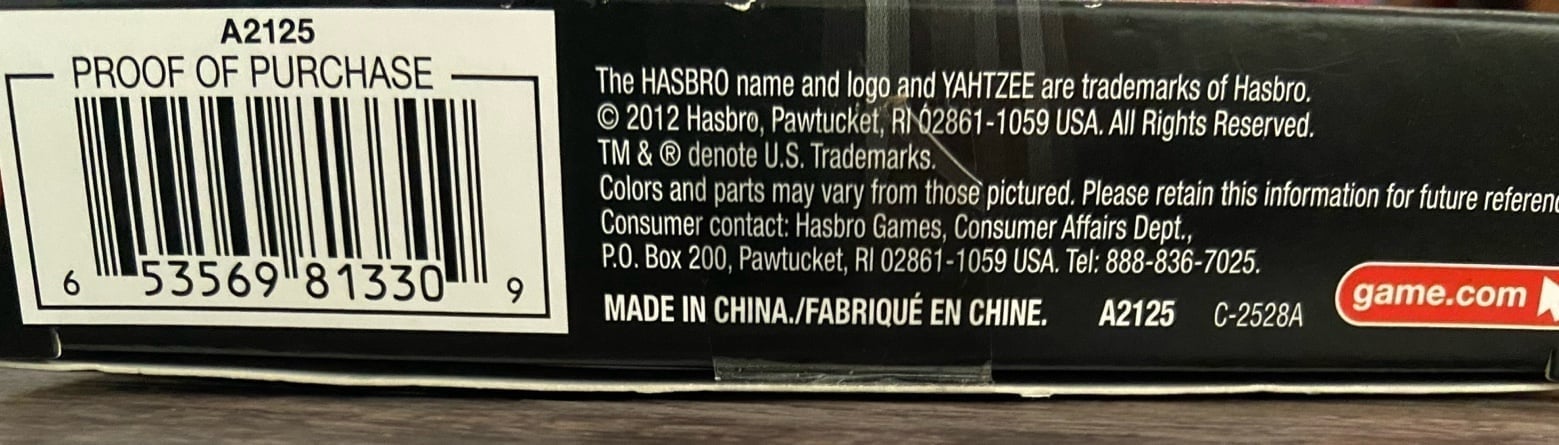 A2125
PROOF OF PURCHASE
6 53569 81330 9
The HASBRO name and logo and YAHTZEE are trademarks of Hasbro.
© 2012 Hasbro, Pawtucket, RI 02861-1059 USA. All Rights Reserved.
TM & ® denote U.S. Trademarks.
Colors and parts may vary from those pictured. Please retain this information for future referenc
Consumer contact: Hasbro Games, Consumer Affairs Dept.,
P.O. Box 200, Pawtucket, RI 02861-1059 USA. Tel: 888-836-7025.
MADE IN CHINA./FABRIQUÉ EN CHINE. A2125 C-2528A
game.com